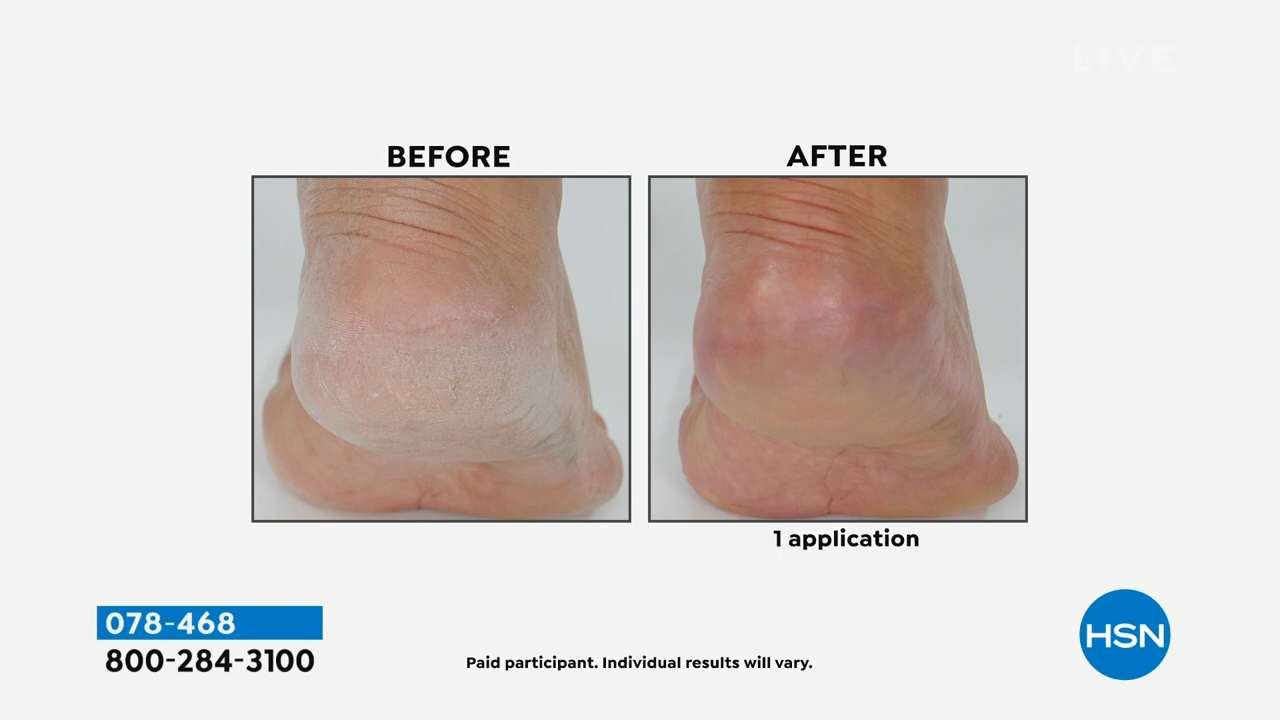 LIVE
BEFORE
AFTER
1 application
078-468
800-284-3100
Paid participant. Individual results will vary.
HSN